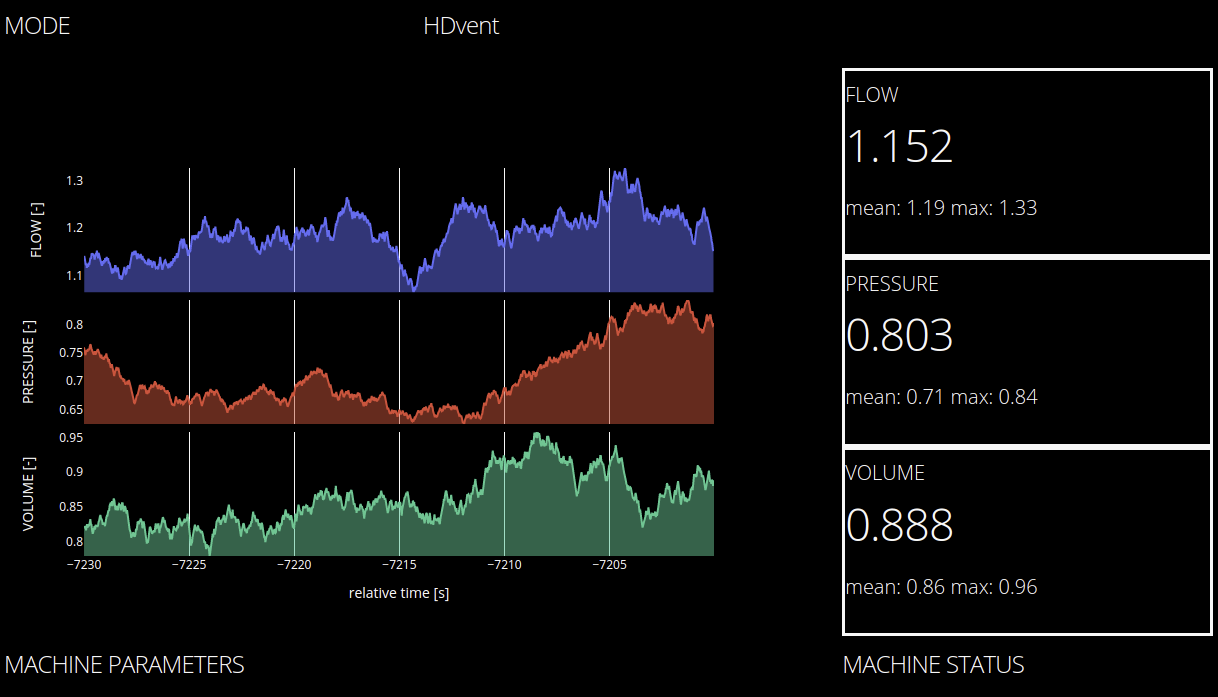 MODE
HDvent
FLOW [-]
1.3
1.2
1.1
PRESSURE [-]
0.8
0.75
0.7
0.65
VOLUME [-]
0.95
0.9
0.85
0.8
−7230 −7225 −7220 −7215 −7210 −7205
relative time [s]
FLOW
1.152
mean: 1.19 max: 1.33
PRESSURE
0.803
mean: 0.71 max: 0.84
VOLUME
0.888
mean: 0.86 max: 0.96
MACHINE PARAMETERS
MACHINE STATUS